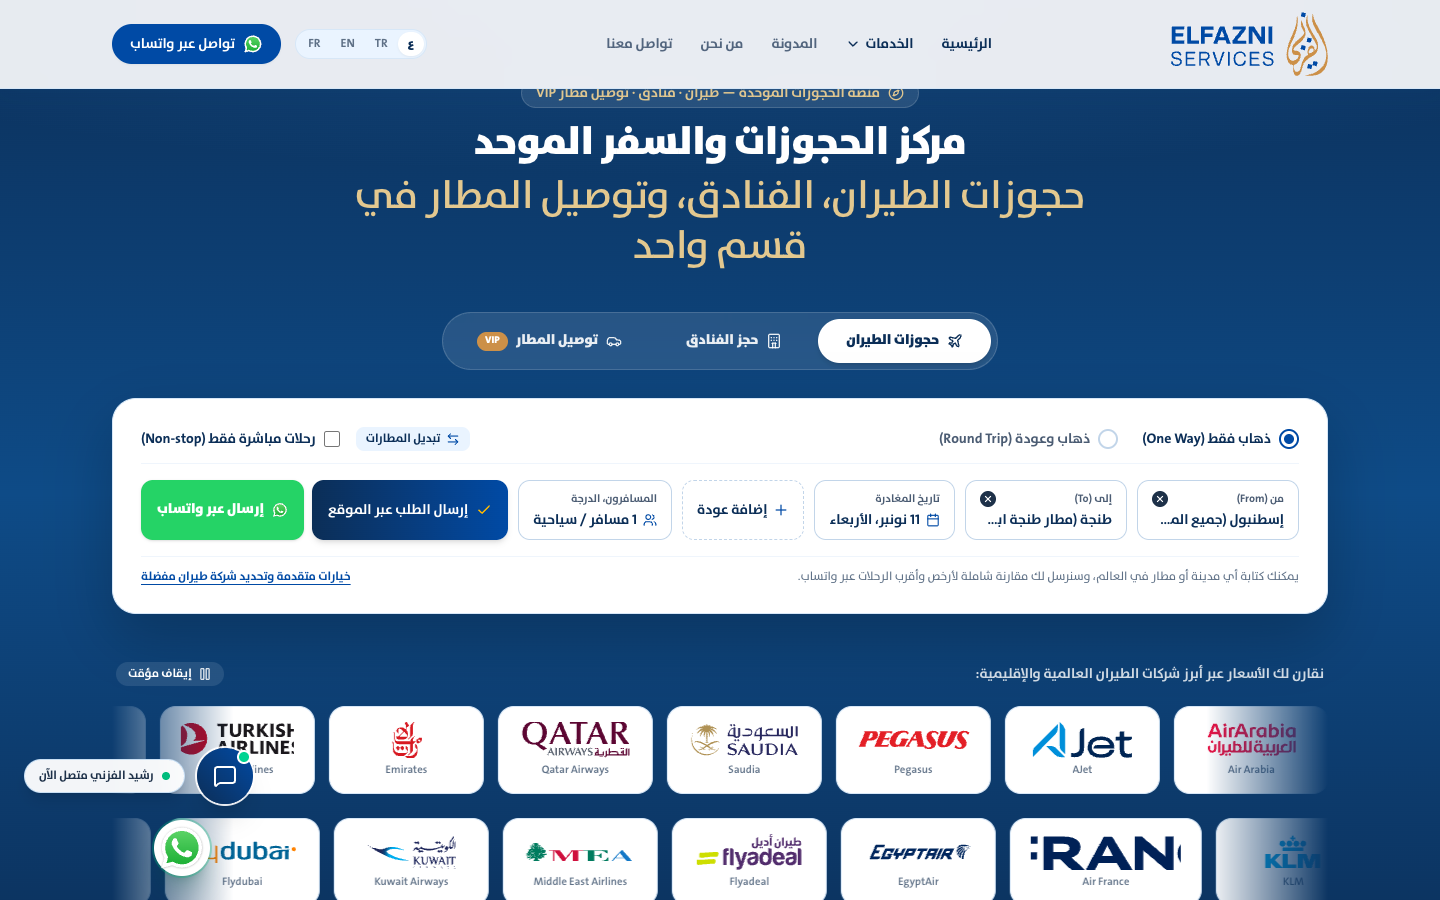 ELFAZNI
SERVICES
الرئيسية
الخدمات
المدونة
من نحن
تواصل معنا
ع
TR
EN
FR
تواصل عبر واتساب
منصة الحجوزات الموحدة — طيران · فنادق · توصيل مطار VIP
مركز الحجوزات والسفر الموحد
حجوزات الطيران، الفنادق، وتوصيل المطار في
قسم واحد
حجوزات الطيران
حجز الفنادق
توصيل المطار
VIP
ذهاب فقط (One Way)
ذهاب وعودة (Round Trip)
تبديل المطارات
رحلات مباشرة فقط (Non-stop)
من (From)
إسطنبول (جميع الم...
إلى (To)
طنجة (مطار طنجة اب...
تاريخ المغادرة
11 نونبر، الأربعاء
إضافة عودة
المسافرون، الدرجة
1 مسافر / سياحية
إرسال الطلب عبر الموقع
إرسال عبر واتساب
يمكنك كتابة أي مدينة أو مطار في العالم، وسنرسل لك مقارنة شاملة لأرخص وأقرب الرحلات عبر واتساب.
خيارات متقدمة وتحديد شركة طيران مفضلة
نقارن لك الأسعار عبر أبرز شركات الطيران العالمية والإقليمية:
إيقاف مؤقت
AirArabia
العربية للطيران
Air Arabia
AJet
AJet
PEGASUS
Pegasus
السعودية
SAUDIA
Saudia
QATAR
AIRWAYS القطرية
Qatar Airways
Emirates
TURKISH
AIRLINES
lines
رشيد الفزني متصل الآن
KLM
KLM
RAN
Air France
EGYPTAIR
EgyptAir
طيران أديل
flyadeal
Flyadeal
MEA
Middle East Airlines
الكويتية
KUWAIT
Kuwait Airways
dubai
Flydubai